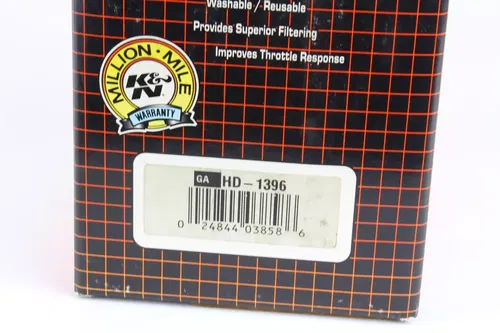 Washable / Reusable
Provides Superior Filtering
Improves Throttle Response
MILLION • MILE
K&N
WARRANTY
GA HD-1396
0 24844 03858 6